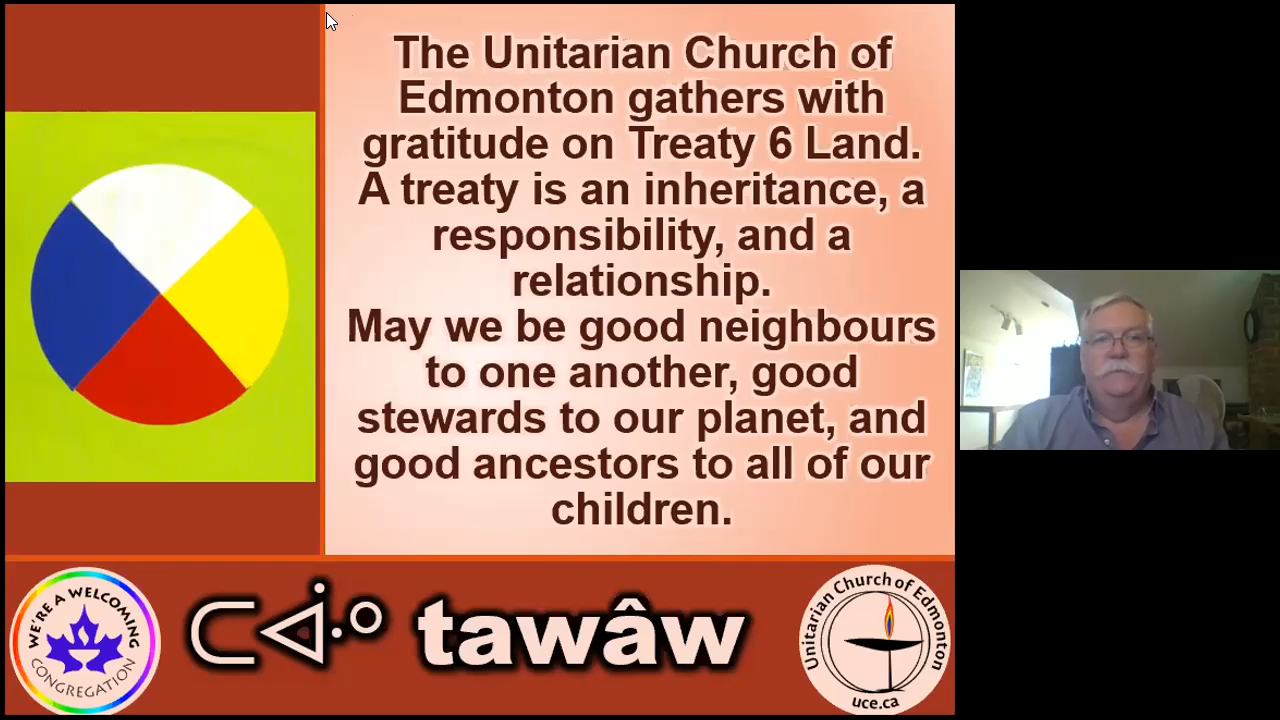 The Unitarian Church of
Edmonton gathers with
gratitude on Treaty 6 Land.
A treaty is an inheritance, a
responsibility, and a
relationship.
May we be good neighbours
to one another, good
stewards to our planet, and
good ancestors to all of our
children.
WE'RE A WELCOMING
CONGREGATION
ᑕᐚᐤ tawâw
Unitarian Church of Edmonton
uce.ca